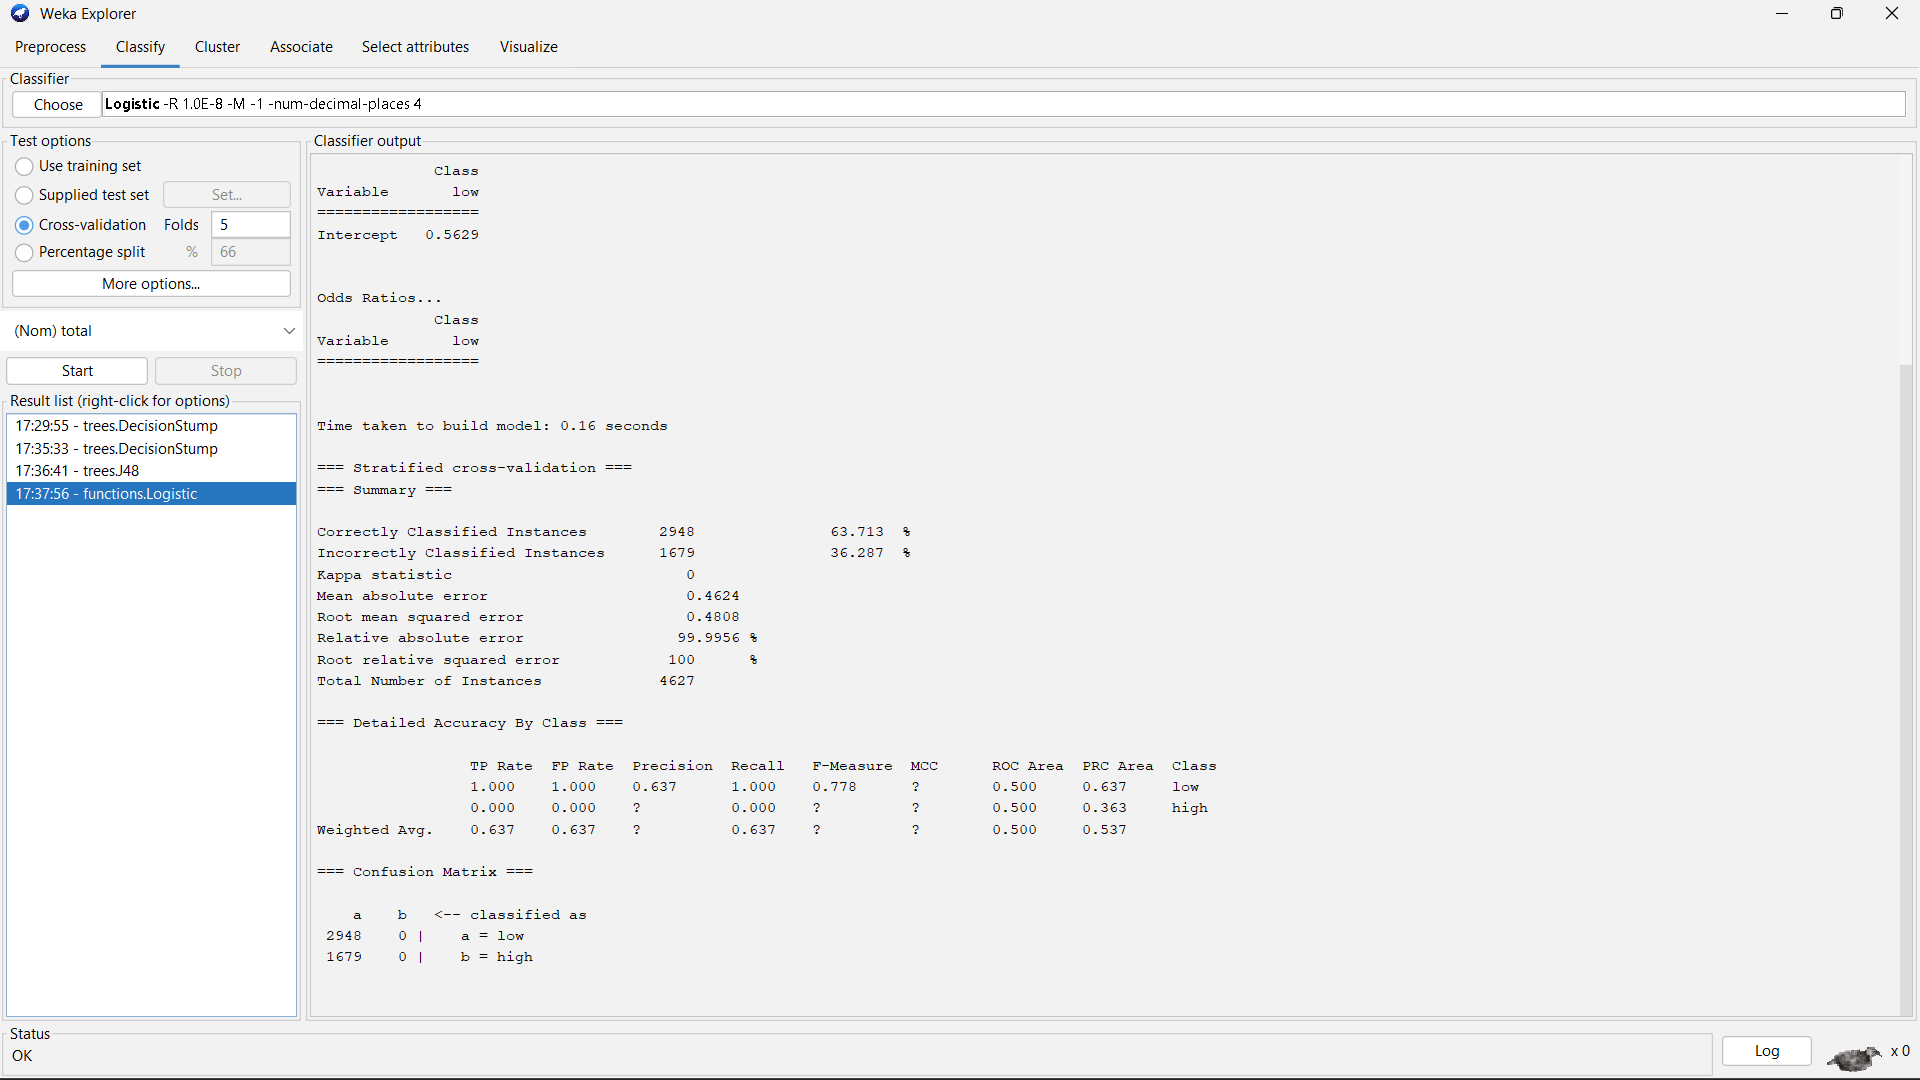 Weka Explorer
Preprocess Classify Cluster Associate Select attributes Visualize
Classifier
Choose Logistic -R 1.0E-8 -M -1 -num-decimal-places 4
Test options
Use training set
Supplied test set Set...
Cross-validation Folds 5
Percentage split % 66
More options...
(Nom) total
Start Stop
Result list (right-click for options)
17:29:55 - trees.DecisionStump
17:35:33 - trees.DecisionStump
17:36:41 - trees.J48
17:37:56 - functions.Logistic
Classifier output
Class
Variable low
==================
Intercept 0.5629
Odds Ratios...
Class
Variable low
==================
Time taken to build model: 0.16 seconds
=== Stratified cross-validation ===
=== Summary ===
Correctly Classified Instances 2948 63.713 %
Incorrectly Classified Instances 1679 36.287 %
Kappa statistic 0
Mean absolute error 0.4624
Root mean squared error 0.4808
Relative absolute error 99.9956 %
Root relative squared error 100 %
Total Number of Instances 4627
=== Detailed Accuracy By Class ===
TP Rate FP Rate Precision Recall F-Measure MCC ROC Area PRC Area Class
1.000 1.000 0.637 1.000 0.778 ? 0.500 0.637 low
0.000 0.000 ? 0.000 ? ? 0.500 0.363 high
Weighted Avg. 0.637 0.637 ? 0.637 ? ? 0.500 0.537
=== Confusion Matrix ===
a b <-- classified as
2948 0 | a = low
1679 0 | b = high
Status
OK
Log x 0